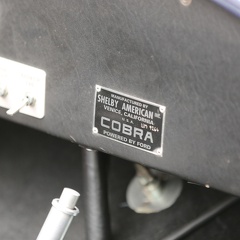 MANUFACTURED BY
SHELBY AMERICAN INC.
VENICE, CALIFORNIA
U.S.A.
COBRA
POWERED BY FORD